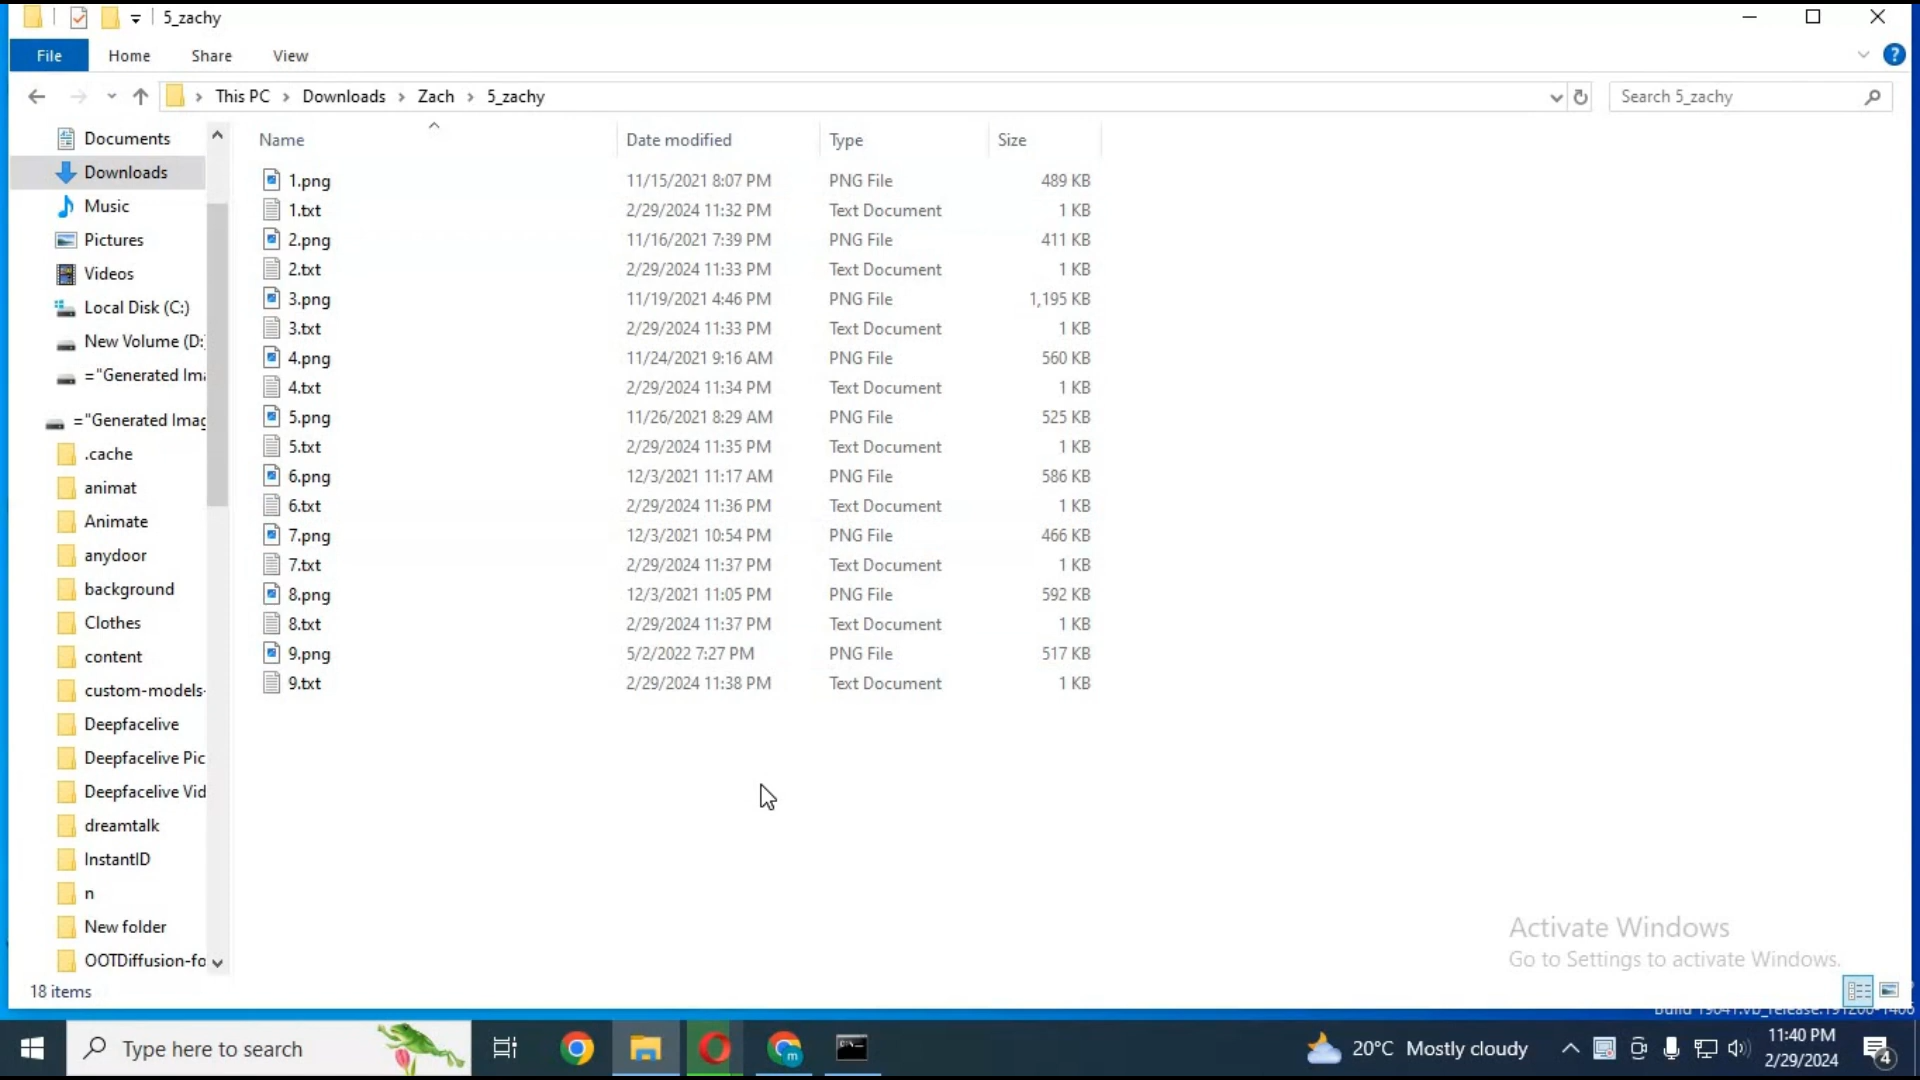 5_zachy
File Home Share View
This PC > Downloads > Zach > 5_zachy
Search 5_zachy
Documents
Downloads
Music
Pictures
Videos
Local Disk (C:)
New Volume (D:
="Generated Ima
="Generated Imag
.cache
animat
Animate
anydoor
background
Clothes
content
custom-models-
Deepfacelive
Deepfacelive Pic
Deepfacelive Vid
dreamtalk
InstantID
n
New folder
OOTDiffusion-fo
Name Date modified Type Size
1.png 11/15/2021 8:07 PM PNG File 489 KB
1.txt 2/29/2024 11:32 PM Text Document 1 KB
2.png 11/16/2021 7:39 PM PNG File 411 KB
2.txt 2/29/2024 11:33 PM Text Document 1 KB
3.png 11/19/2021 4:46 PM PNG File 1,195 KB
3.txt 2/29/2024 11:33 PM Text Document 1 KB
4.png 11/24/2021 9:16 AM PNG File 560 KB
4.txt 2/29/2024 11:34 PM Text Document 1 KB
5.png 11/26/2021 8:29 AM PNG File 525 KB
5.txt 2/29/2024 11:35 PM Text Document 1 KB
6.png 12/3/2021 11:17 AM PNG File 586 KB
6.txt 2/29/2024 11:36 PM Text Document 1 KB
7.png 12/3/2021 10:54 PM PNG File 466 KB
7.txt 2/29/2024 11:37 PM Text Document 1 KB
8.png 12/3/2021 11:05 PM PNG File 592 KB
8.txt 2/29/2024 11:37 PM Text Document 1 KB
9.png 5/2/2022 7:27 PM PNG File 517 KB
9.txt 2/29/2024 11:38 PM Text Document 1 KB
Activate Windows
Go to Settings to activate Windows.
18 items
Type here to search
20°C Mostly cloudy
11:40 PM
2/29/2024
4